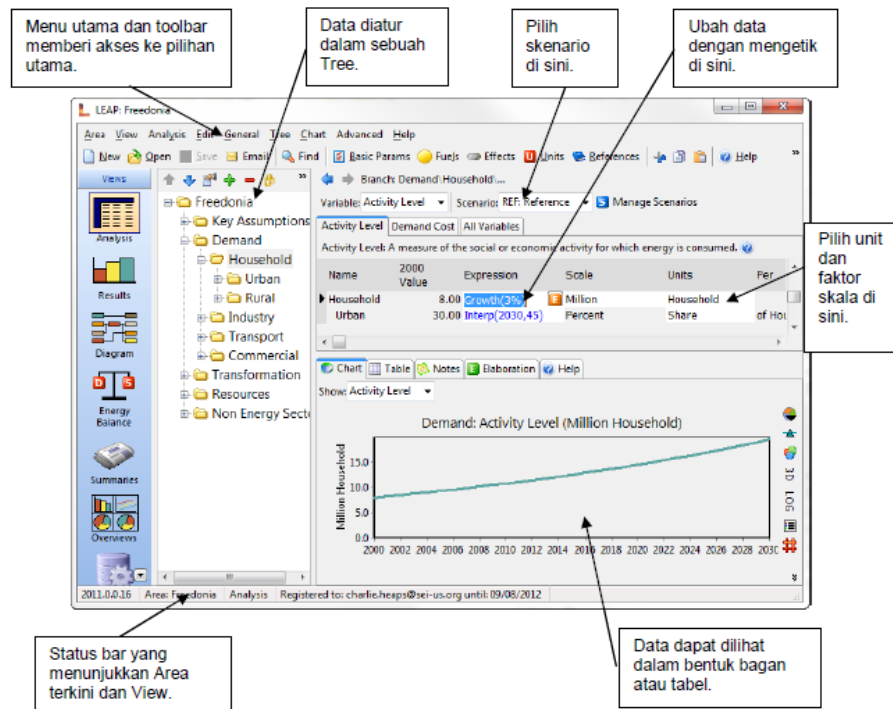 Menu utama dan toolbar
memberi akses ke pilihan
utama.
Data diatur
dalam sebuah
Tree.
Pilih
skenario
di sini.
Ubah data
dengan mengetik
di sini.
LEAP: Freedonia
Area View Analysis Edit General Tree Chart Advanced Help
New Open Save Email Find Basic Params Fuels Effects Units References Help
Views
Branch: Demand\Household\...
Variable: Activity Level Scenario: REF: Reference Manage Scenarios
Activity Level Demand Cost All Variables
Activity Level: A measure of the social or economic activity for which energy is consumed.
Name 2000 Value Expression Scale Units Per...
Household 8.00 Growth(3%) Million Household
Urban 30.00 Interp(2030,45) Percent Share of Hou
Pilih unit
dan
faktor
skala di
sini.
Analysis
Results
Diagram
Energy
Balance
Summaries
Overviews
Freedonia
Key Assumptions
Demand
Household
Urban
Rural
Industry
Transport
Commercial
Transformation
Resources
Non Energy Secto
Chart Table Notes Elaboration Help
Show: Activity Level
Demand: Activity Level (Million Household)
Million Household
15.0
10.0
5.0
0.0
2000 2002 2004 2006 2008 2010 2012 2014 2016 2018 2020 2022 2024 2026 2028 2030
3D
LOG
2011.0.0.16 Area: Freedonia Analysis Registered to: charlie.heaps@sei-us.org until: 09/08/2012
Status bar yang
menunjukkan Area
terkini dan View.
Data dapat dilihat
dalam bentuk bagan
atau tabel.